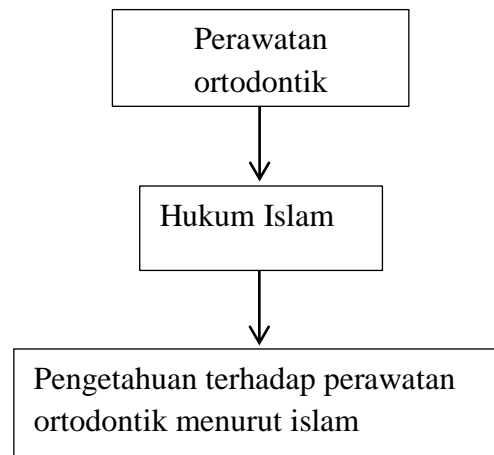 Perawatan
ortodontik
Hukum Islam
Pengetahuan terhadap perawatan
ortodontik menurut islam